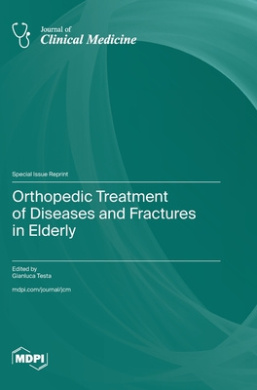 Journal of
Clinical Medicine
Special Issue Reprint
Orthopedic Treatment
of Diseases and Fractures
in Elderly
Edited by
Gianluca Testa
mdpi.com/journal/jcm
MDPI